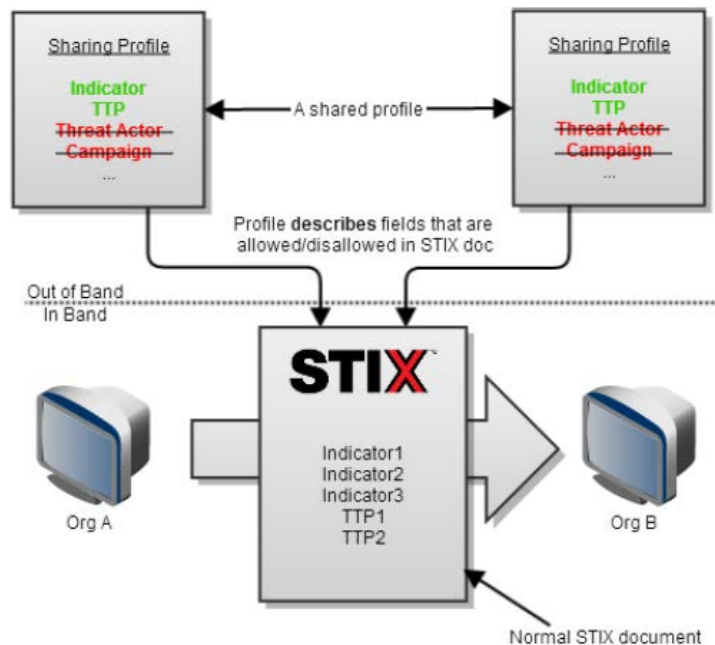 Sharing Profile
Indicator
TTP
Threat Actor
Campaign
...
A shared profile
Sharing Profile
Indicator
TTP
Threat Actor
Campaign
...
Profile describes fields that are
allowed/disallowed in STIX doc
Out of Band
In Band
STIX™
Indicator1
Indicator2
Indicator3
TTP1
TTP2
Org A
Org B
Normal STIX document